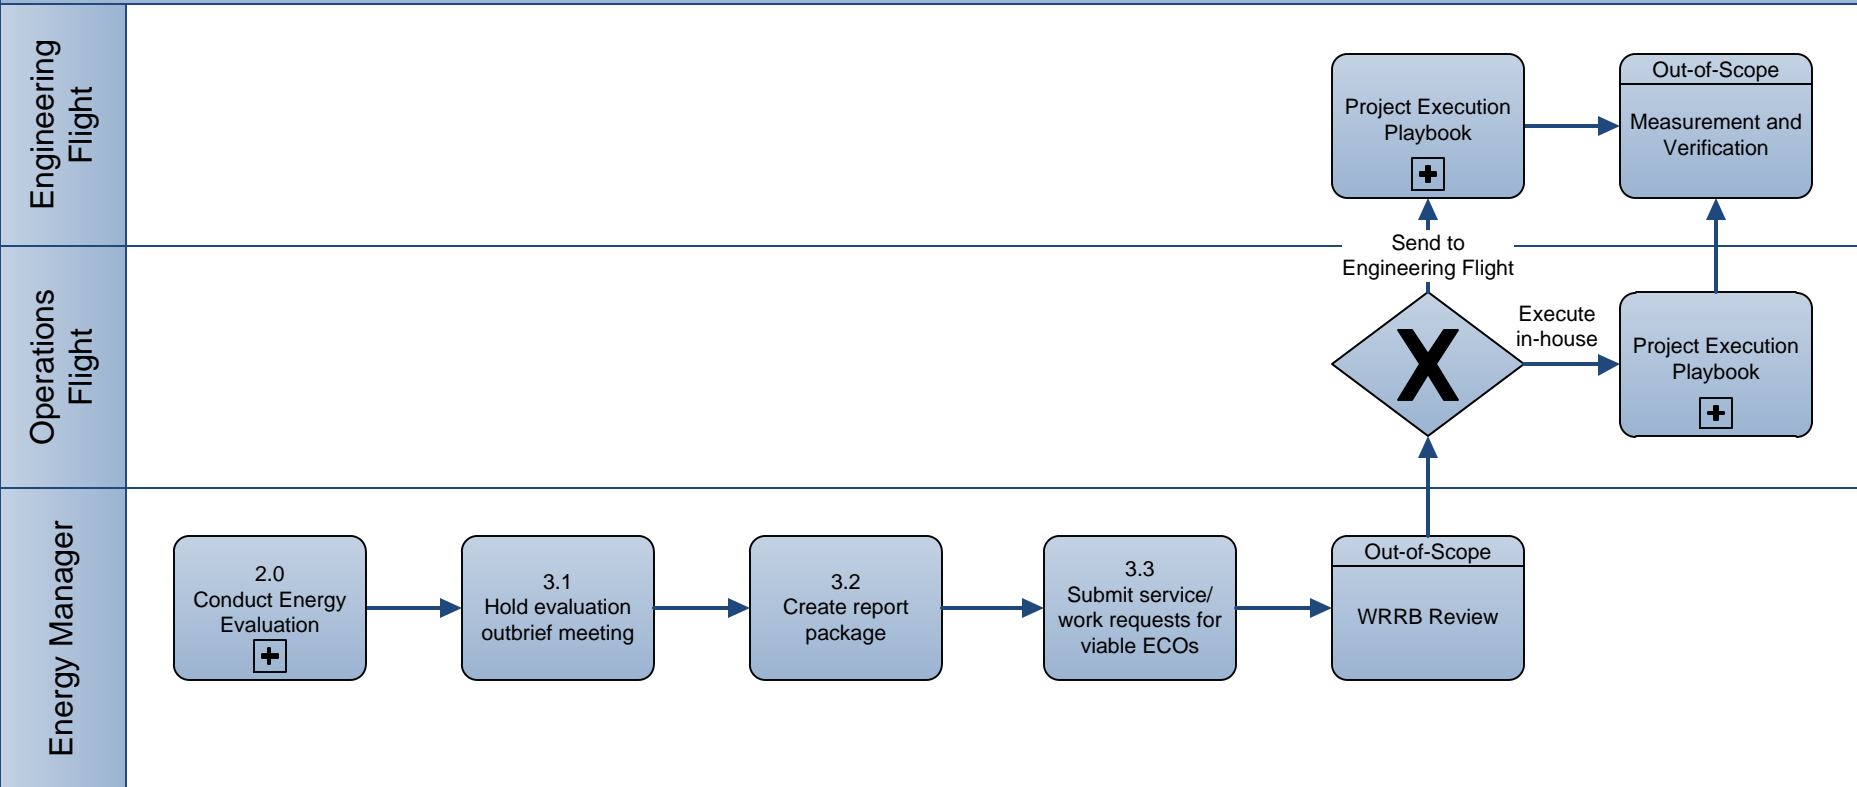 Engineering
Flight
Project Execution
Playbook
Out-of-Scope
Measurement and
Verification
Send to
Engineering Flight
Operations
Flight
X
Execute
in-house
Project Execution
Playbook
Energy Manager
2.0
Conduct Energy
Evaluation
3.1
Hold evaluation
outbrief meeting
3.2
Create report
package
3.3
Submit service/
work requests for
viable ECOs
Out-of-Scope
WRRB Review